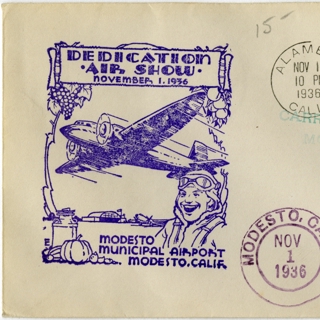 15-
DEDICATION
·AIR SHOW·
NOVEMBER 1.1936
ALAME
NOV 1
10 P
1936
CALI
MODESTO
MUNICIPAL AIRPORT
MODESTO, CALIF.
MODESTO, CA
NOV
1
1936